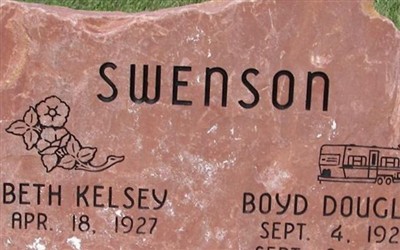 SWENSON
BETH KELSEY
BOYD DOUGL
APR. 18, 1927
SEPT. 4, 192